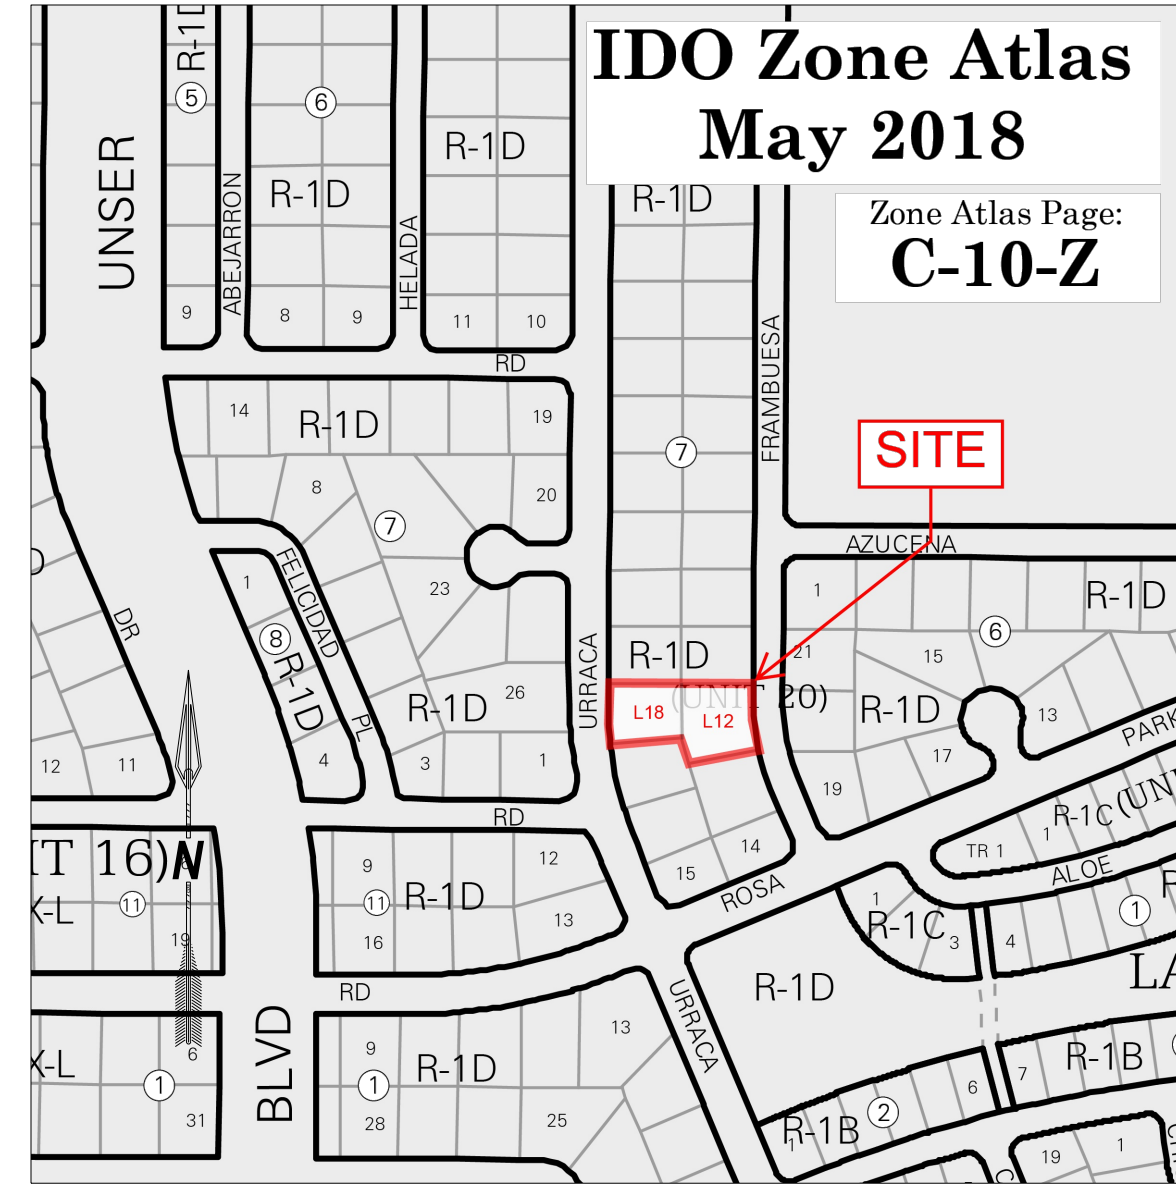 IDO Zone Atlas
May 2018
Zone Atlas Page:
C-10-Z
R-1D
5
6
R-1D
R-1D
R-1D
UNSER
ABEJARRON
HELADA
9
8
9
11
10
RD
FRAMBUESA
14
R-1D
19
7
SITE
8
20
7
AZUCENA
1
FELICIDAD
23
1
R-1D
DR
8
R-1D
6
URRACA
R-1D
21
15
26
(UNIT 20)
L18
L12
R-1D
R-1D
13
PL
PARK
12
11
4
3
1
17
19
RD
R-1C
(UN
1
IT 16)
N
9
12
14
TR 1
ALOE
15
ROSA
X-L
11
11
R-1D
13
1
R-1C
1
19
16
3
4
LA
RD
R-1D
URRACA
BLVD
13
6
9
R-1D
R-1B
X-L
1
1
6
7
2
31
28
25
R-1B
1
19
1